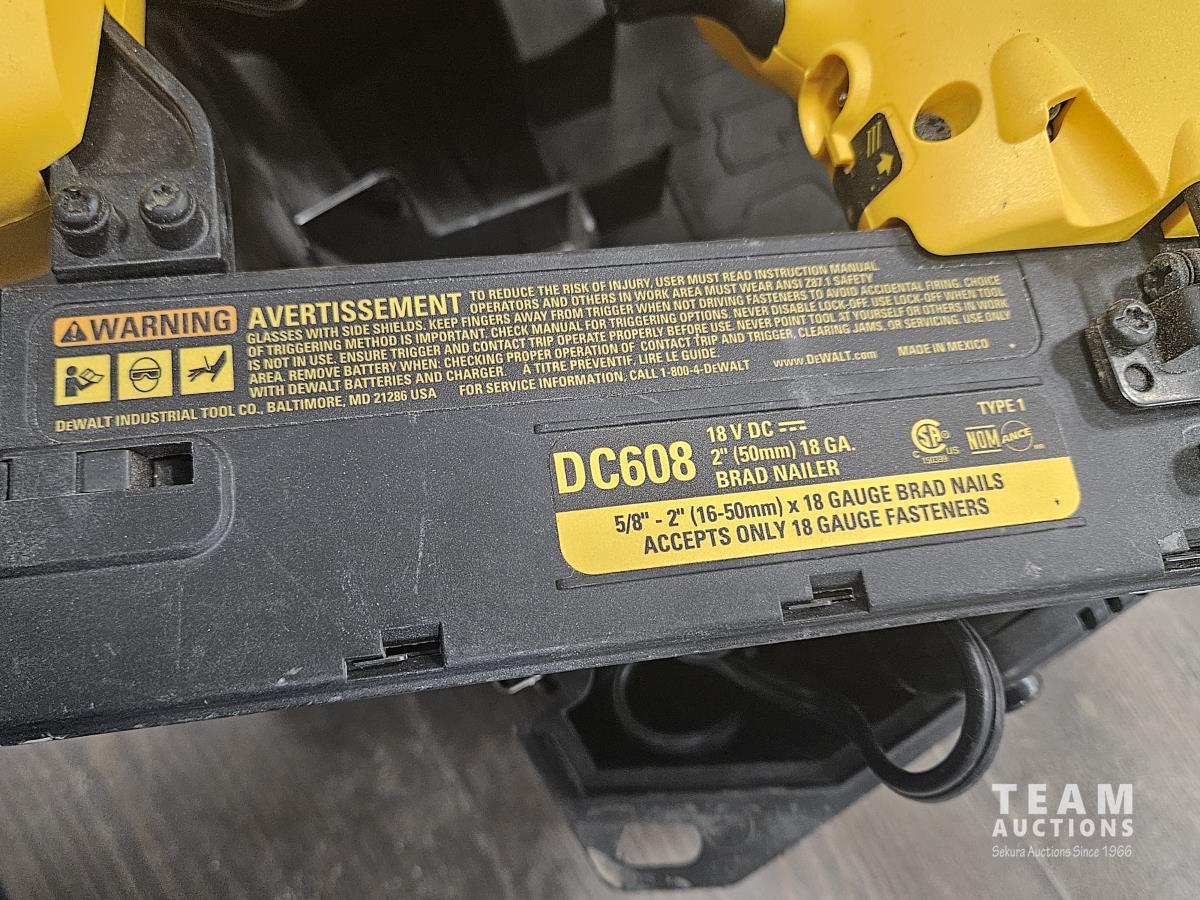 WARNING AVERTISSEMENT TO REDUCE THE RISK OF INJURY, USER MUST READ INSTRUCTION MANUAL.
OPERATORS AND OTHERS IN WORK AREA MUST WEAR ANSI Z87.1 SAFETY
GLASSES WITH SIDE SHIELDS. KEEP FINGERS AWAY FROM TRIGGER WHEN NOT DRIVING FASTENERS TO AVOID ACCIDENTAL FIRING. CHOICE
OF TRIGGERING METHOD IS IMPORTANT. CHECK MANUAL FOR TRIGGERING OPTIONS. NEVER DISABLE LOCK-OFF. USE LOCK-OFF WHEN TOOL
IS NOT IN USE. ENSURE TRIGGER AND CONTACT TRIP OPERATE PROPERLY BEFORE USE. NEVER POINT TOOL AT YOURSELF OR OTHERS IN WORK
AREA. REMOVE BATTERY WHEN: CHECKING PROPER OPERATION OF CONTACT TRIP AND TRIGGER, CLEARING JAMS, OR SERVICING. USE ONLY
WITH DEWALT BATTERIES AND CHARGER. À TITRE PREVENTIF, LIRE LE GUIDE.
DEWALT INDUSTRIAL TOOL CO., BALTIMORE, MD 21286 USA FOR SERVICE INFORMATION, CALL 1-800-4-DEWALT www.DEWALT.com MADE IN MEXICO
TYPE 1
DC608
18 V DC
2" (50mm) 18 GA.
BRAD NAILER
C SA US
150399
NOM ANCE
5/8" - 2" (16-50mm) x 18 GAUGE BRAD NAILS
ACCEPTS ONLY 18 GAUGE FASTENERS
TEAM
AUCTIONS
Sekura Auctions Since 1966